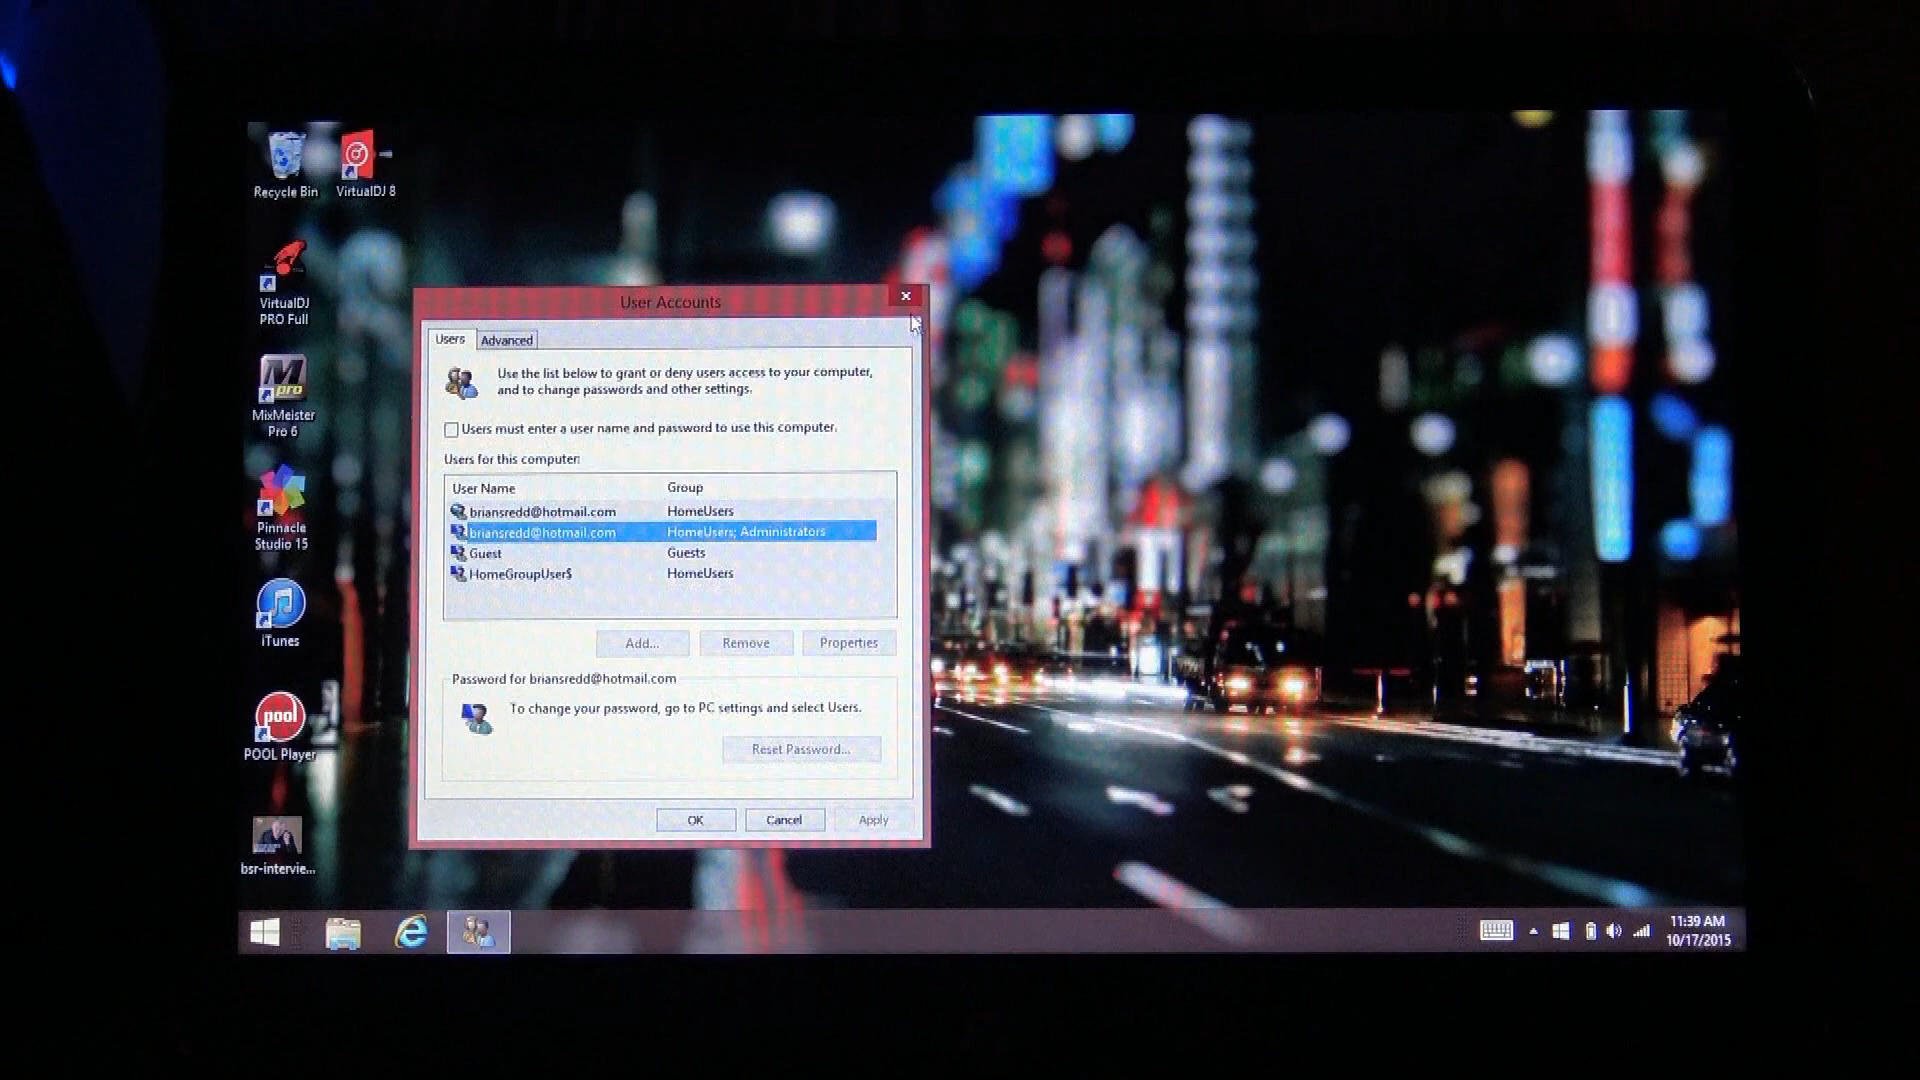 Recycle Bin
VirtualDJ 8
VirtualDJ
PRO Full
M
pro
MixMeister
Pro 6
Pinnacle
Studio 15
iTunes
pool
POOL Player
bsr-intervie...
User Accounts
Users
Advanced
Use the list below to grant or deny users access to your computer,
and to change passwords and other settings.
Users must enter a user name and password to use this computer.
Users for this computer:
User Name Group
briansredd@hotmail.com HomeUsers
briansredd@hotmail.com HomeUsers; Administrators
Guest Guests
HomeGroupUser$ HomeUsers
Add... Remove Properties
Password for briansredd@hotmail.com
To change your password, go to PC settings and select Users.
Reset Password...
OK Cancel Apply
11:39 AM
10/17/2015